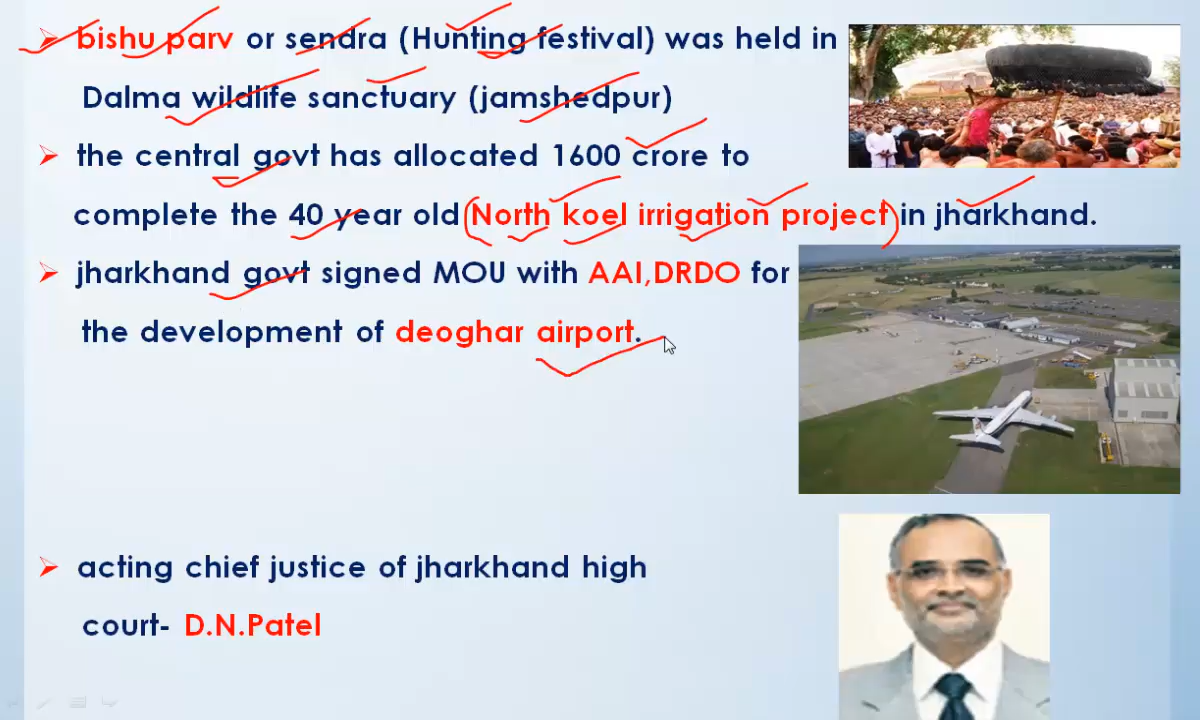 bishu parv or sendra (Hunting festival) was held in
Dalma wildlife sanctuary (jamshedpur)
the central govt has allocated 1600 crore to
complete the 40 year old (North koel irrigation project) in jharkhand.
jharkhand govt signed MOU with AAI,DRDO for
the development of deoghar airport.
acting chief justice of jharkhand high
court- D.N.Patel